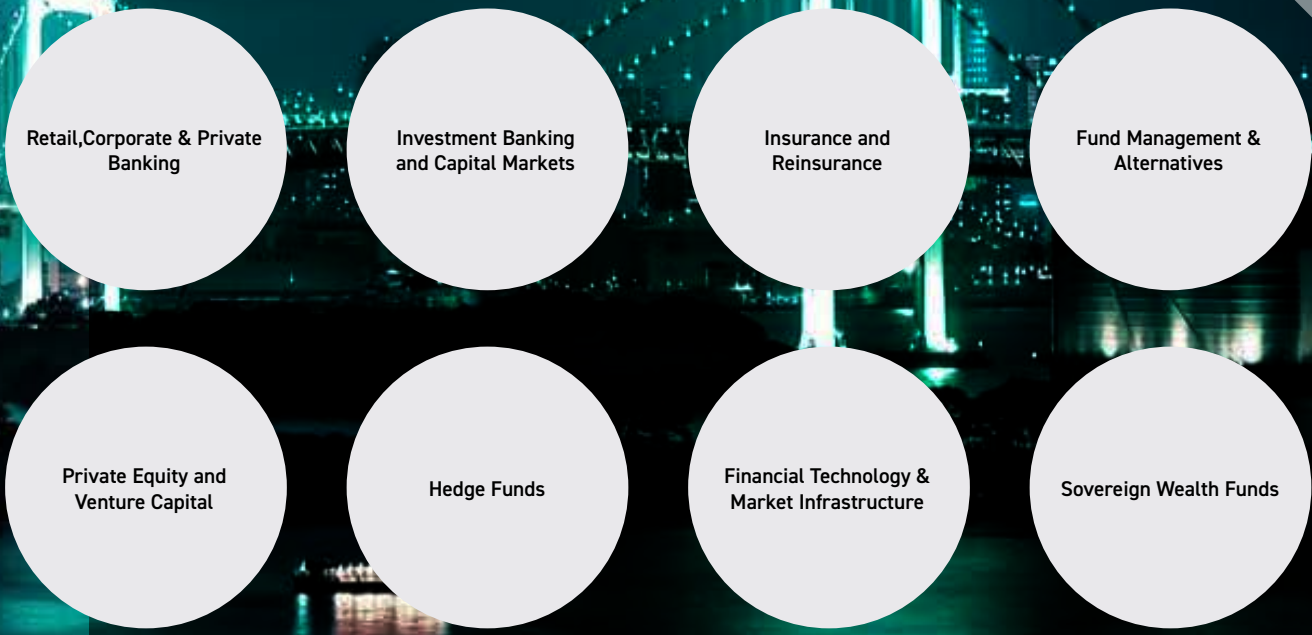 Retail,Corporate & Private
Banking
Investment Banking
and Capital Markets
Insurance and
Reinsurance
Fund Management &
Alternatives
Private Equity and
Venture Capital
Hedge Funds
Financial Technology &
Market Infrastructure
Sovereign Wealth Funds